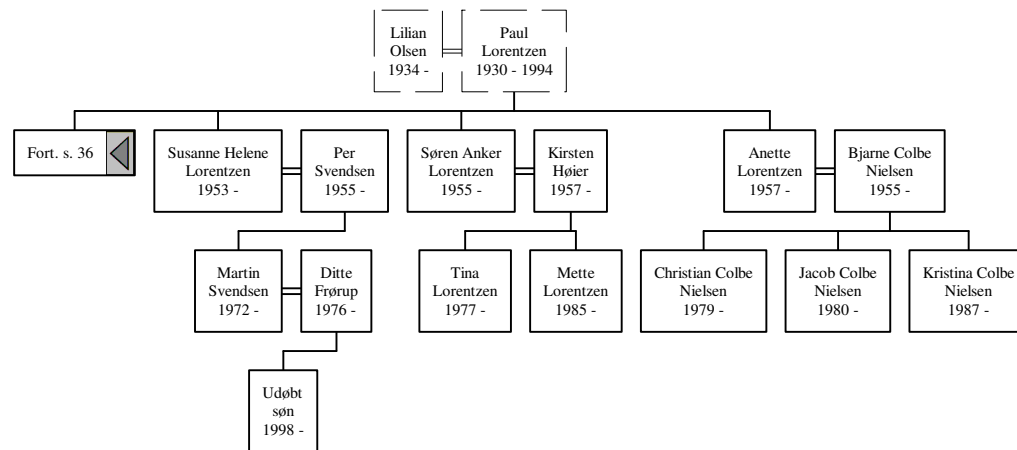 Lilian
Olsen
1934 -
Paul
Lorentzen
1930 - 1994
Fort. s. 36
Susanne Helene
Lorentzen
1953 -
Per
Svendsen
1955 -
Søren Anker
Lorentzen
1955 -
Kirsten
Høier
1957 -
Anette
Lorentzen
1957 -
Bjarne Colbe
Nielsen
1955 -
Martin
Svendsen
1972 -
Ditte
Frørup
1976 -
Tina
Lorentzen
1977 -
Mette
Lorentzen
1985 -
Christian Colbe
Nielsen
1979 -
Jacob Colbe
Nielsen
1980 -
Kristina Colbe
Nielsen
1987 -
Udøbt
søn
1998 -